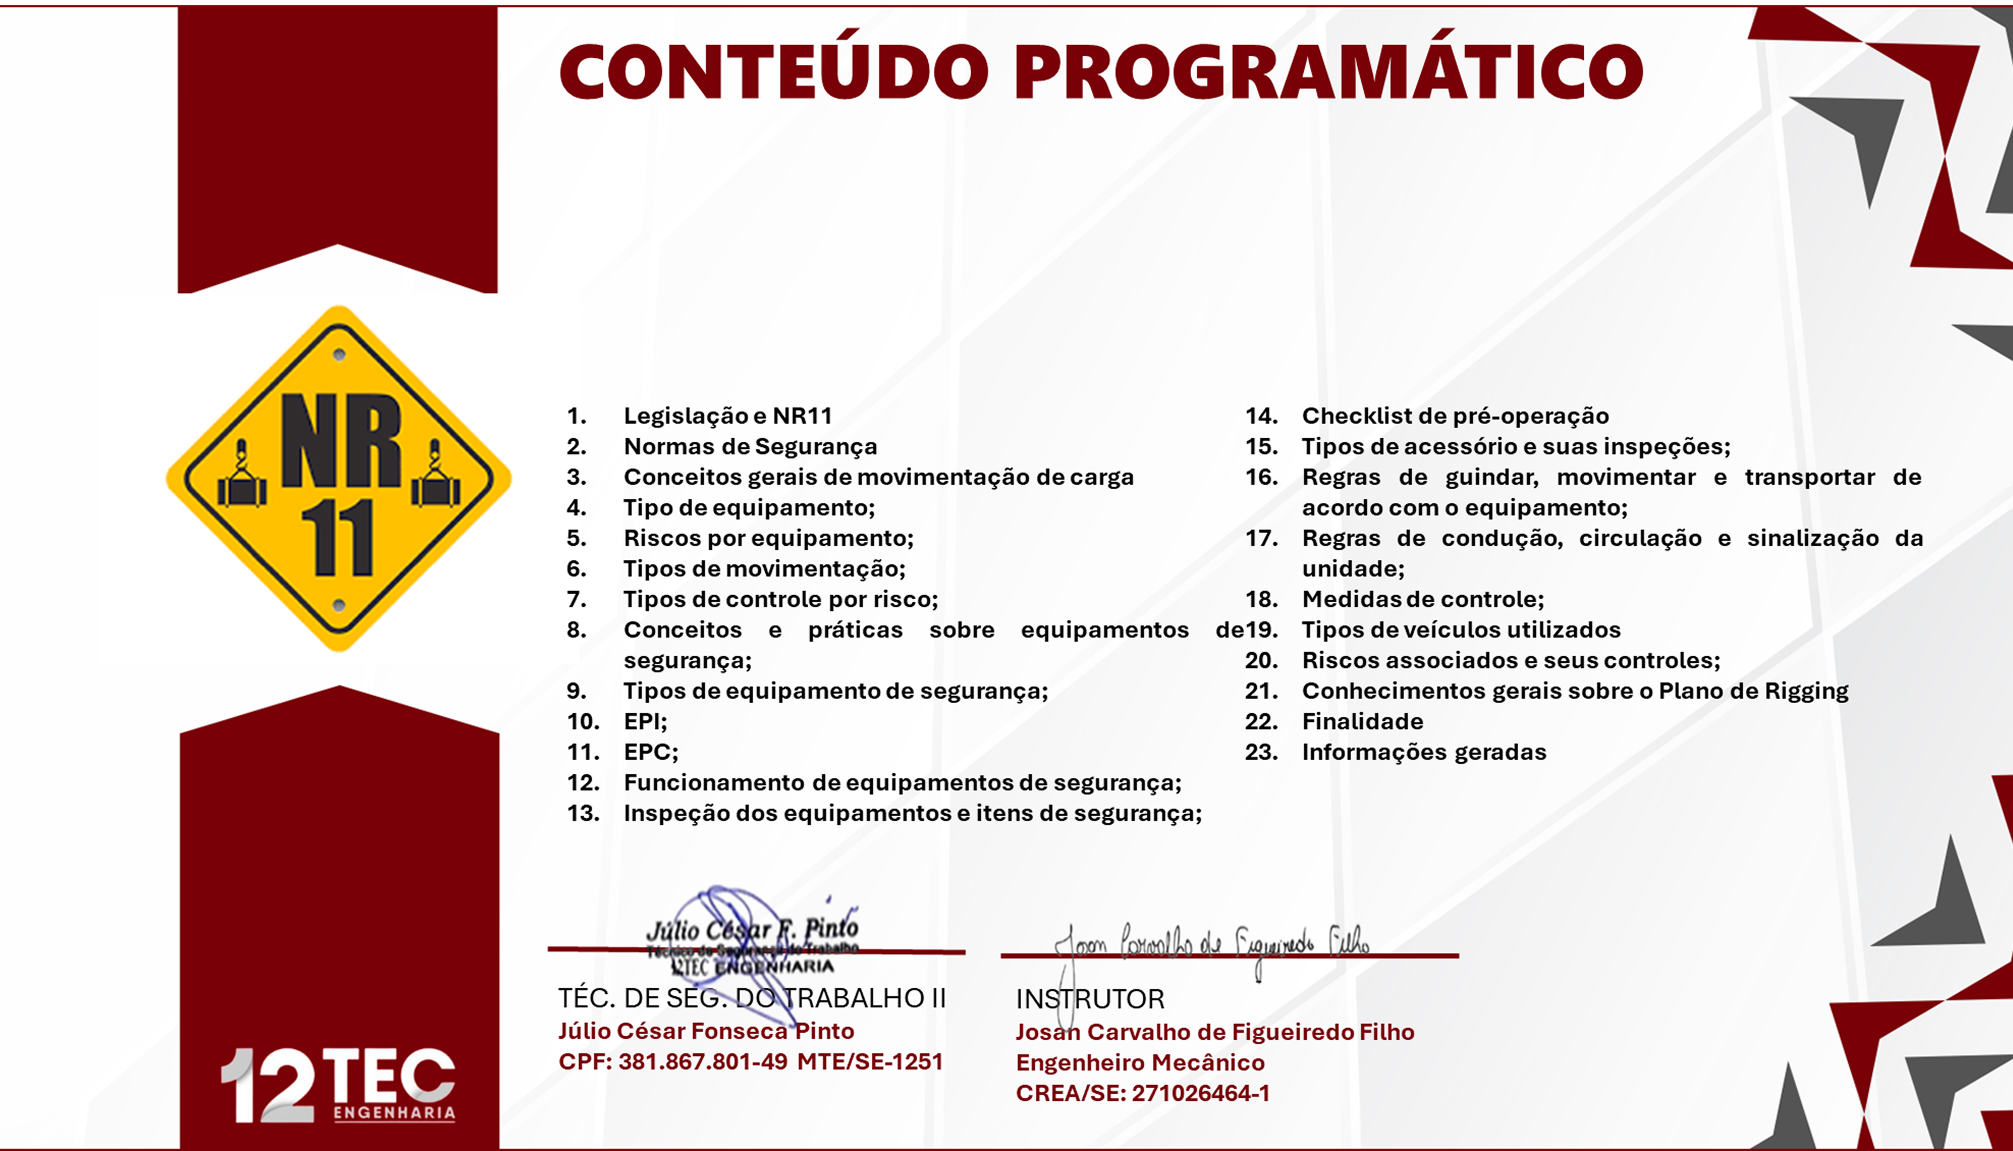 CONTEÚDO PROGRAMÁTICO
NR
11
1. Legislação e NR11
2. Normas de Segurança
3. Conceitos gerais de movimentação de carga
4. Tipo de equipamento;
5. Riscos por equipamento;
6. Tipos de movimentação;
7. Tipos de controle por risco;
8. Conceitos e práticas sobre equipamentos de
segurança;
9. Tipos de equipamento de segurança;
10. EPI;
11. EPC;
12. Funcionamento de equipamentos de segurança;
13. Inspeção dos equipamentos e itens de segurança;
14. Checklist de pré-operação
15. Tipos de acessório e suas inspeções;
16. Regras de guindar, movimentar e transportar de
acordo com o equipamento;
17. Regras de condução, circulação e sinalização da
unidade;
18. Medidas de controle;
19. Tipos de veículos utilizados
20. Riscos associados e seus controles;
21. Conhecimentos gerais sobre o Plano de Rigging
22. Finalidade
23. Informações geradas
Júlio César F. Pinto
Técnico de Segurança do Trabalho
12TEC ENGENHARIA
TÉC. DE SEG. DO TRABALHO II
Júlio César Fonseca Pinto
CPF: 381.867.801-49 MTE/SE-1251
Josan Carvalho de Figueiredo Filho
INSTRUTOR
Josan Carvalho de Figueiredo Filho
Engenheiro Mecânico
CREA/SE: 271026464-1
12TEC
ENGENHARIA